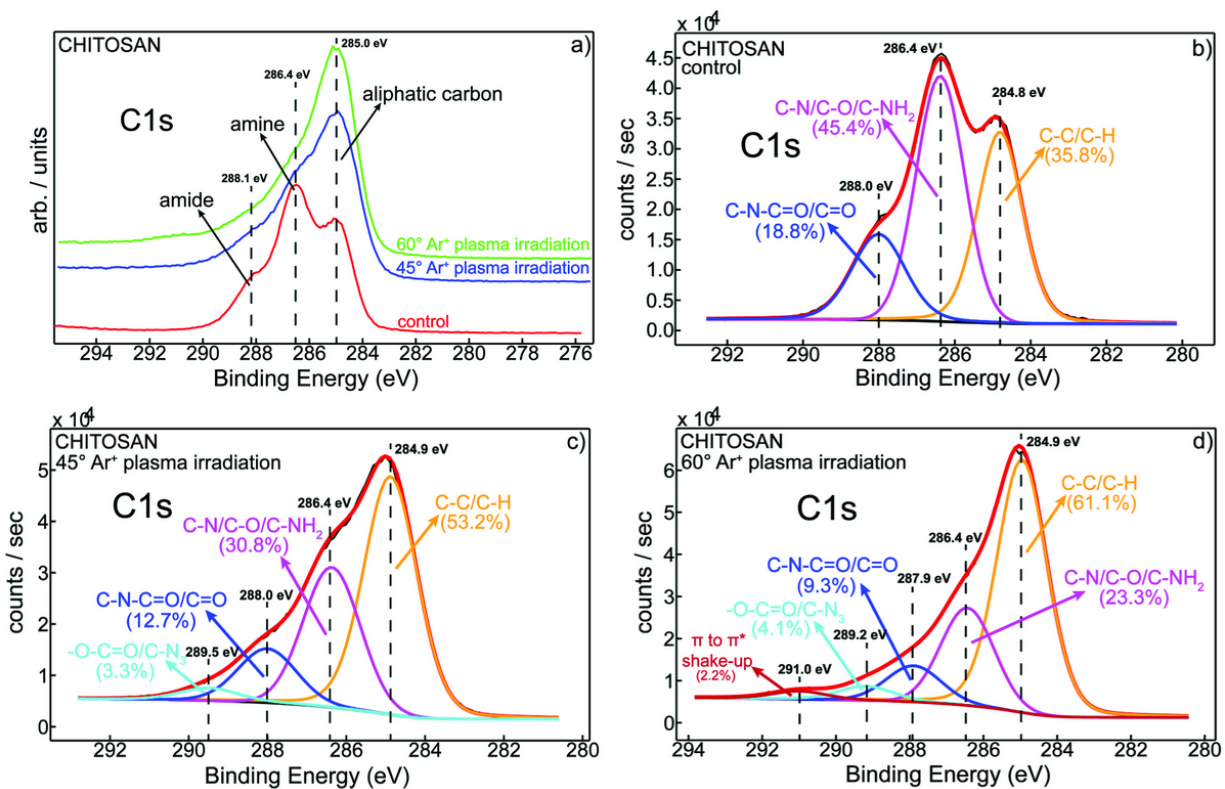 CHITOSAN
a)
285.0 eV
286.4 eV
aliphatic carbon
C1s
amine
288.1 eV
amide
60° Ar⁺ plasma irradiation
45° Ar⁺ plasma irradiation
control
arb. / units
294 292 290 288 286 284 282 280 278 276
Binding Energy (eV)
x 10⁴
CHITOSAN
control
b)
286.4 eV
284.8 eV
C-N/C-O/C-NH₂
(45.4%)
C1s
C-C/C-H
(35.8%)
288.0 eV
C-N-C=O/C=O
(18.8%)
counts / sec
4.5
4.0
3.5
3.0
2.5
2.0
1.5
1.0
0.5
0.0
292 290 288 286 284 282 280
Binding Energy (eV)
x 10⁴
CHITOSAN
45° Ar⁺ plasma irradiation
c)
284.9 eV
C1s
286.4 eV
C-C/C-H
(53.2%)
C-N/C-O/C-NH₂
(30.8%)
288.0 eV
C-N-C=O/C=O
(12.7%)
-O-C=O/C-N₃
(3.3%)
289.5 eV
counts / sec
5
4
3
2
1
0
292 290 288 286 284 282 280
Binding Energy (eV)
x 10⁴
CHITOSAN
60° Ar⁺ plasma irradiation
d)
284.9 eV
C1s
C-C/C-H
(61.1%)
286.4 eV
C-N-C=O/C=O
(9.3%)
287.9 eV
C-N/C-O/C-NH₂
(23.3%)
-O-C=O/C-N₃
(4.1%)
289.2 eV
π to π*
shake-up
(2.2%)
291.0 eV
counts / sec
6
4
2
0
294 292 290 288 286 284 282 280
Binding Energy (eV)